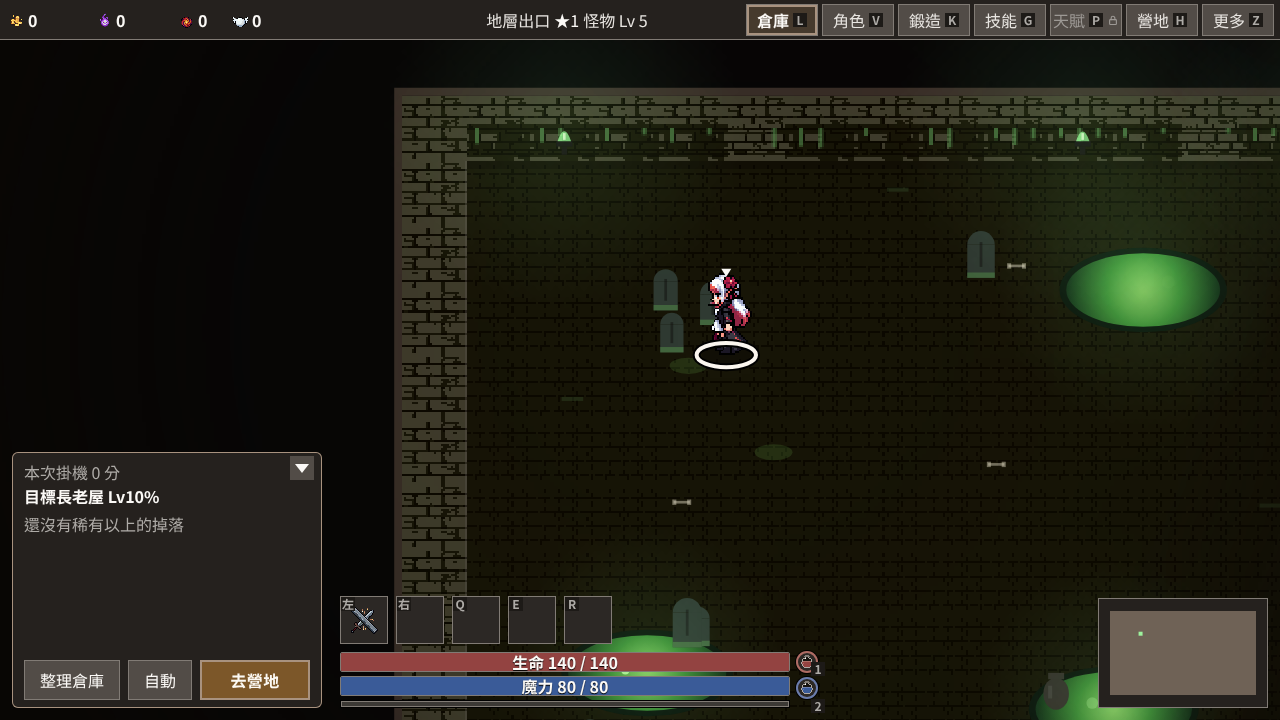 0 0 0 0 地層出口 ★1 怪物 Lv 5 倉庫 L 角色 V 鍛造 K 技能 G 天賦 P 營地 H 更多 Z
本次掛機 0 分
目標長老屋 Lv10%
還沒有稀有以上的掉落
整理倉庫 自動 去營地
左 右 Q E R
生命 140 / 140 1
魔力 80 / 80 2